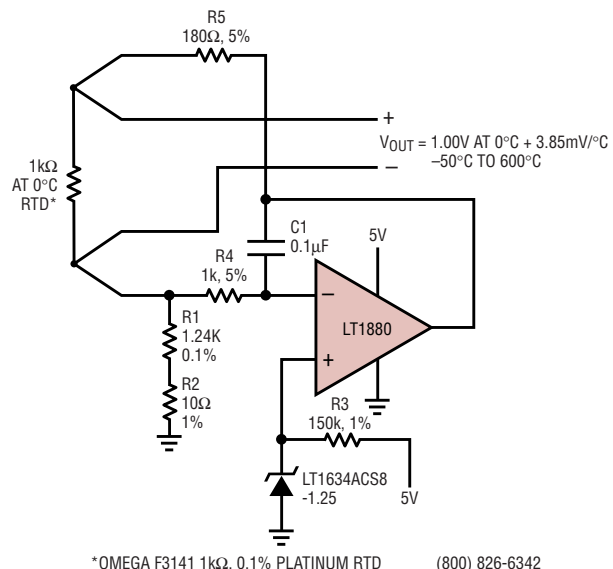 R5
180Ω, 5%
+
VOUT = 1.00V AT 0°C + 3.85mV/°C
–50°C TO 600°C
–
1kΩ
AT 0°C
RTD*
C1
0.1µF
R4
1k, 5%
5V
–
LT1880
+
R1
1.24K
0.1%
R2
10Ω
1%
R3
150k, 1%
LT1634ACS8
-1.25
5V
*OMEGA F3141 1kΩ, 0.1% PLATINUM RTD (800) 826-6342